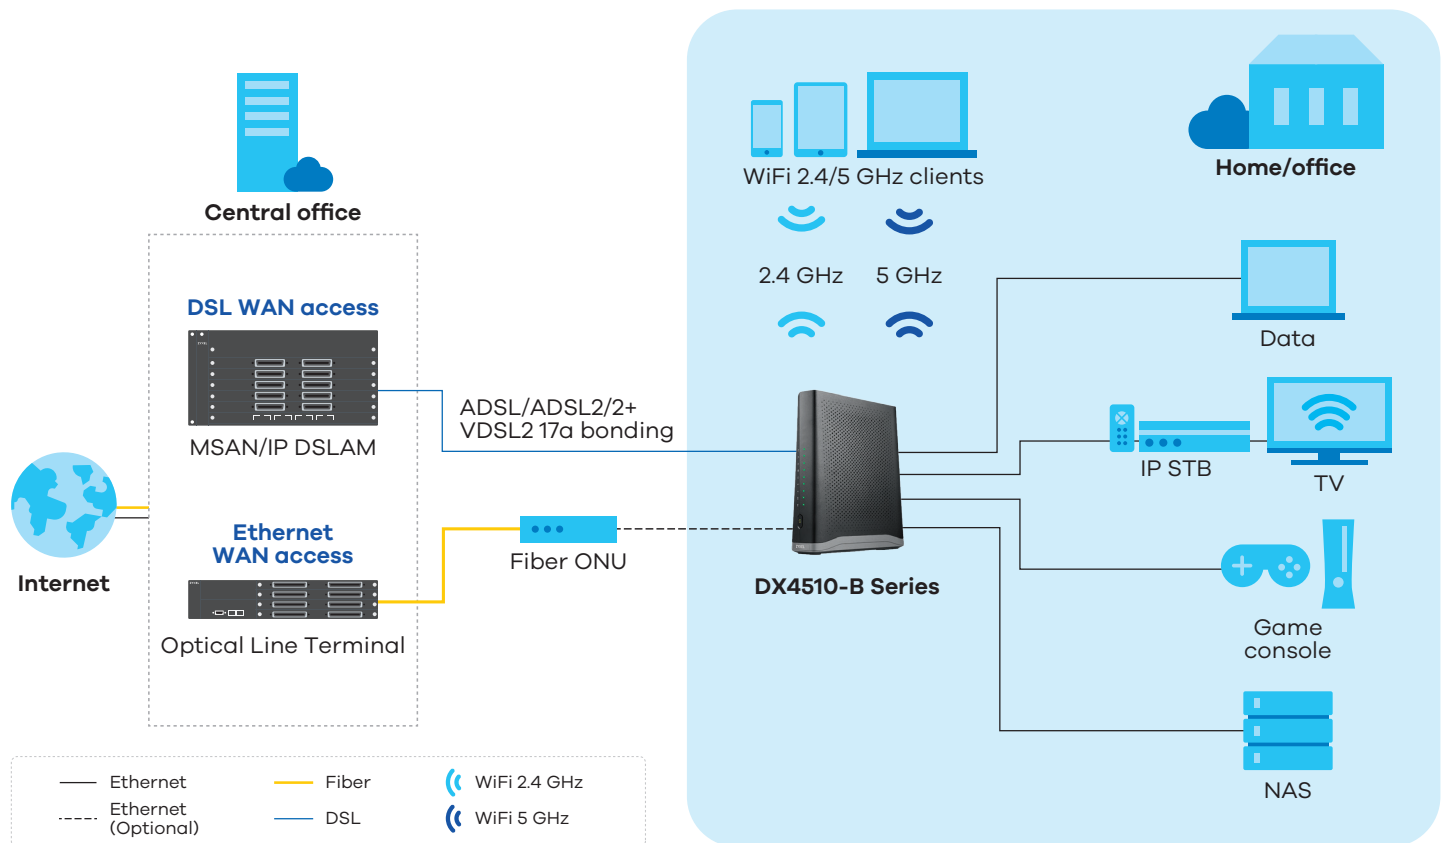 Central office
DSL WAN access
MSAN/IP DSLAM
Ethernet
WAN access
Optical Line Terminal
Internet
ADSL/ADSL2/2+
VDSL2 17a bonding
Fiber ONU
WiFi 2.4/5 GHz clients
2.4 GHz
5 GHz
DX4510-B Series
Home/office
Data
IP STB
TV
Game
console
NAS
Ethernet
Ethernet
(Optional)
Fiber
DSL
WiFi 2.4 GHz
WiFi 5 GHz